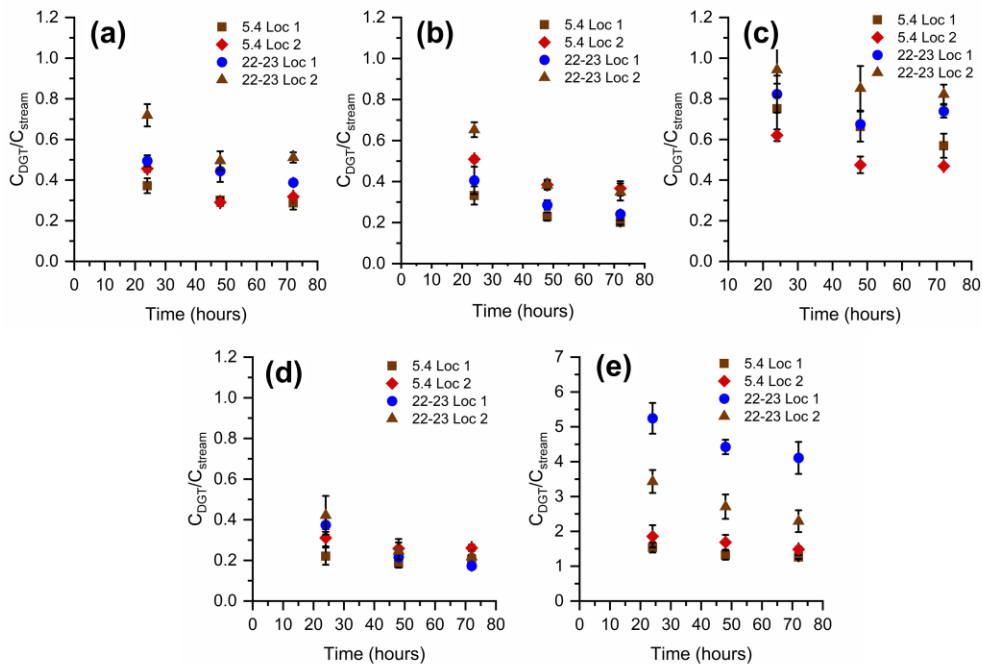 (a)
5.4 Loc 1
5.4 Loc 2
22-23 Loc 1
22-23 Loc 2
C_DGT/C_stream
1.2
1.0
0.8
0.6
0.4
0.2
0.0
0 10 20 30 40 50 60 70 80
Time (hours)
(b)
5.4 Loc 1
5.4 Loc 2
22-23 Loc 1
22-23 Loc 2
C_DGT/C_stream
1.2
1.0
0.8
0.6
0.4
0.2
0.0
0 10 20 30 40 50 60 70 80
Time (hours)
(c)
5.4 Loc 1
5.4 Loc 2
22-23 Loc 1
22-23 Loc 2
C_DGT/C_stream
1.2
1.0
0.8
0.6
0.4
0.2
0.0
10 20 30 40 50 60 70 80
Time (hours)
(d)
5.4 Loc 1
5.4 Loc 2
22-23 Loc 1
22-23 Loc 2
C_DGT/C_stream
1.2
1.0
0.8
0.6
0.4
0.2
0.0
0 10 20 30 40 50 60 70 80
Time (hours)
(e)
5.4 Loc 1
5.4 Loc 2
22-23 Loc 1
22-23 Loc 2
C_DGT/C_stream
7
6
5
4
3
2
1
0
0 10 20 30 40 50 60 70 80
Time (hours)